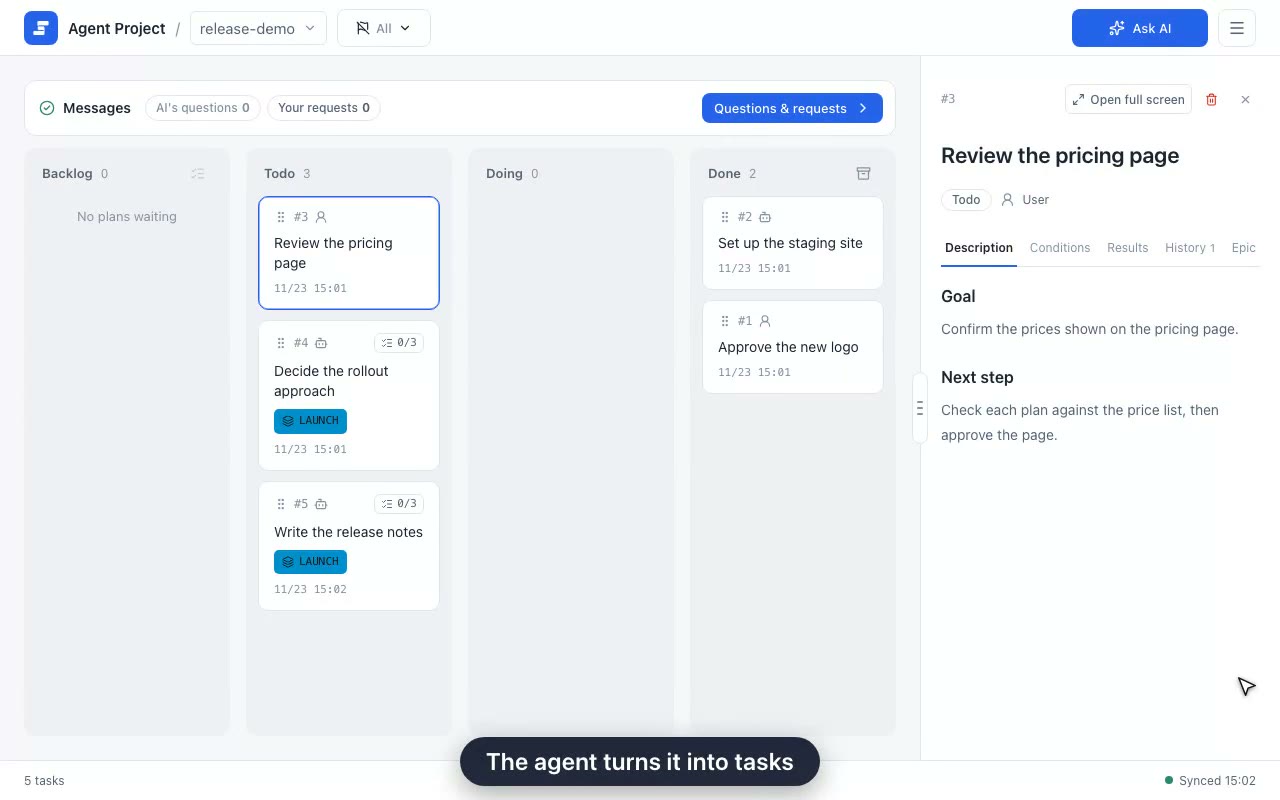 Agent Project / release-demo All Ask AI
Messages AI's questions 0 Your requests 0 Questions & requests
Backlog 0
No plans waiting
Todo 3
#3
Review the pricing
page
11/23 15:01
#4 0/3
Decide the rollout
approach
LAUNCH
11/23 15:01
#5 0/3
Write the release notes
LAUNCH
11/23 15:02
Doing 0
Done 2
#2
Set up the staging site
11/23 15:01
#1
Approve the new logo
11/23 15:01
#3 Open full screen
Review the pricing page
Todo User
Description Conditions Results History 1 Epic
Goal
Confirm the prices shown on the pricing page.
Next step
Check each plan against the price list, then
approve the page.
The agent turns it into tasks
5 tasks Synced 15:02